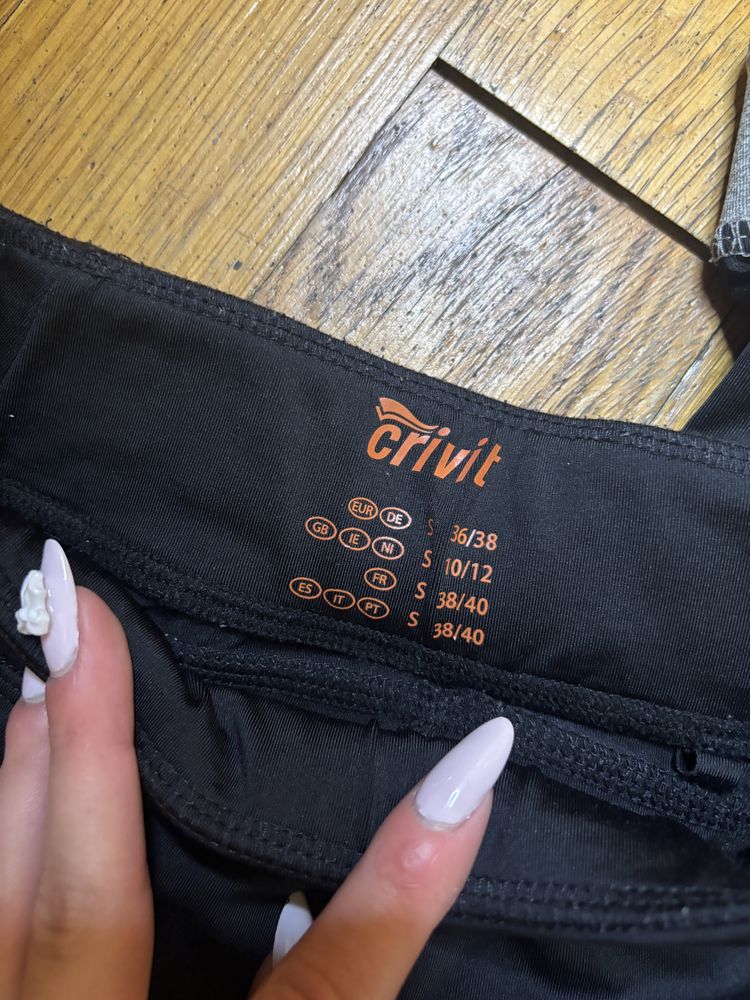 crivit
EUR DE S 36/38
GB IE NI S 10/12
FR S 38/40
ES IT PT S 38/40